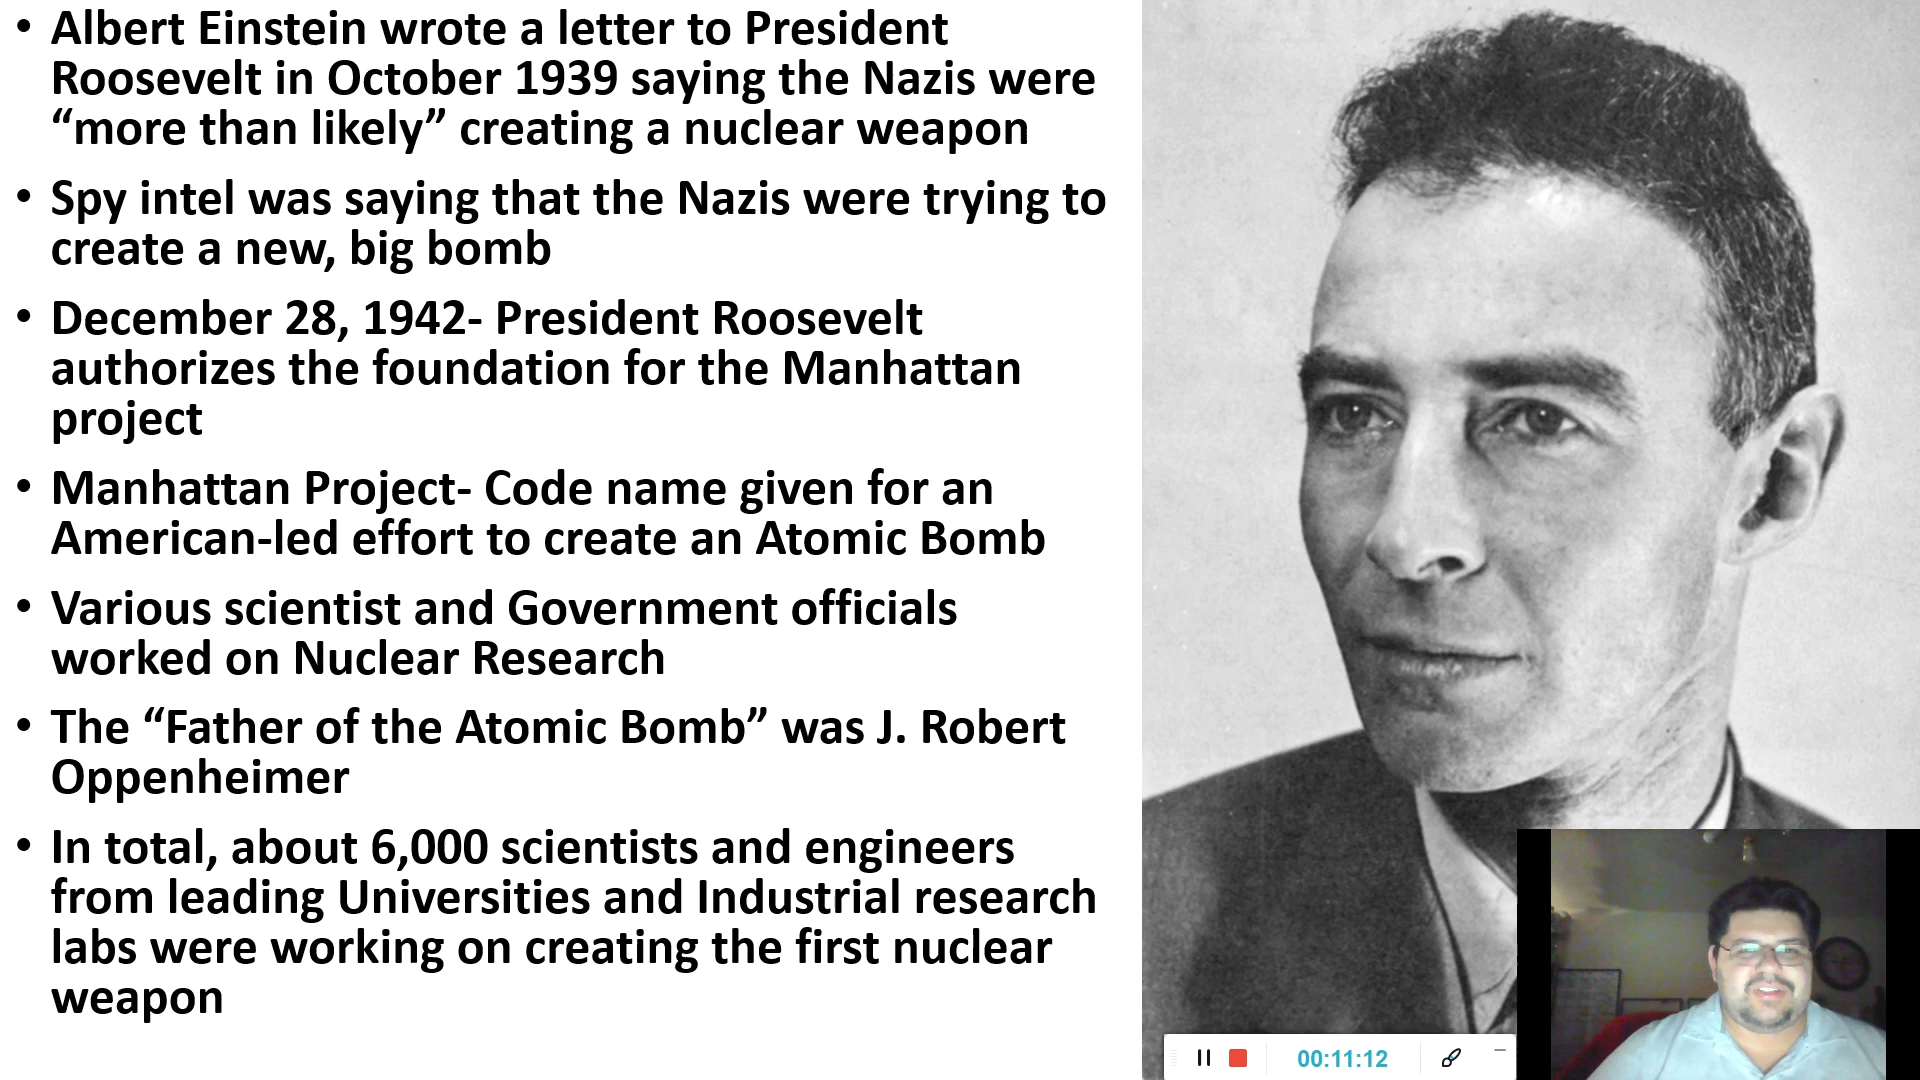 • Albert Einstein wrote a letter to President
Roosevelt in October 1939 saying the Nazis were
“more than likely” creating a nuclear weapon
• Spy intel was saying that the Nazis were trying to
create a new, big bomb
• December 28, 1942- President Roosevelt
authorizes the foundation for the Manhattan
project
• Manhattan Project- Code name given for an
American-led effort to create an Atomic Bomb
• Various scientist and Government officials
worked on Nuclear Research
• The “Father of the Atomic Bomb” was J. Robert
Oppenheimer
• In total, about 6,000 scientists and engineers
from leading Universities and Industrial research
labs were working on creating the first nuclear
weapon
00:11:12